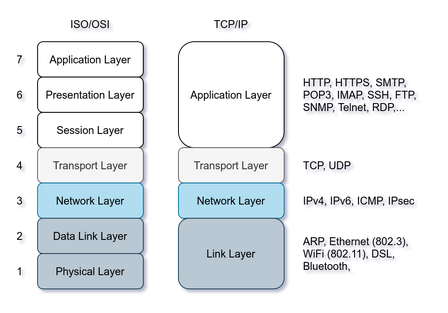 ISO/OSI
TCP/IP
7
Application Layer
6
Presentation Layer
5
Session Layer
Application Layer
HTTP, HTTPS, SMTP,
POP3, IMAP, SSH, FTP,
SNMP, Telnet, RDP,...
4
Transport Layer
Transport Layer
TCP, UDP
3
Network Layer
Network Layer
IPv4, IPv6, ICMP, IPsec
2
Data Link Layer
1
Physical Layer
Link Layer
ARP, Ethernet (802.3),
WiFi (802.11), DSL,
Bluetooth,